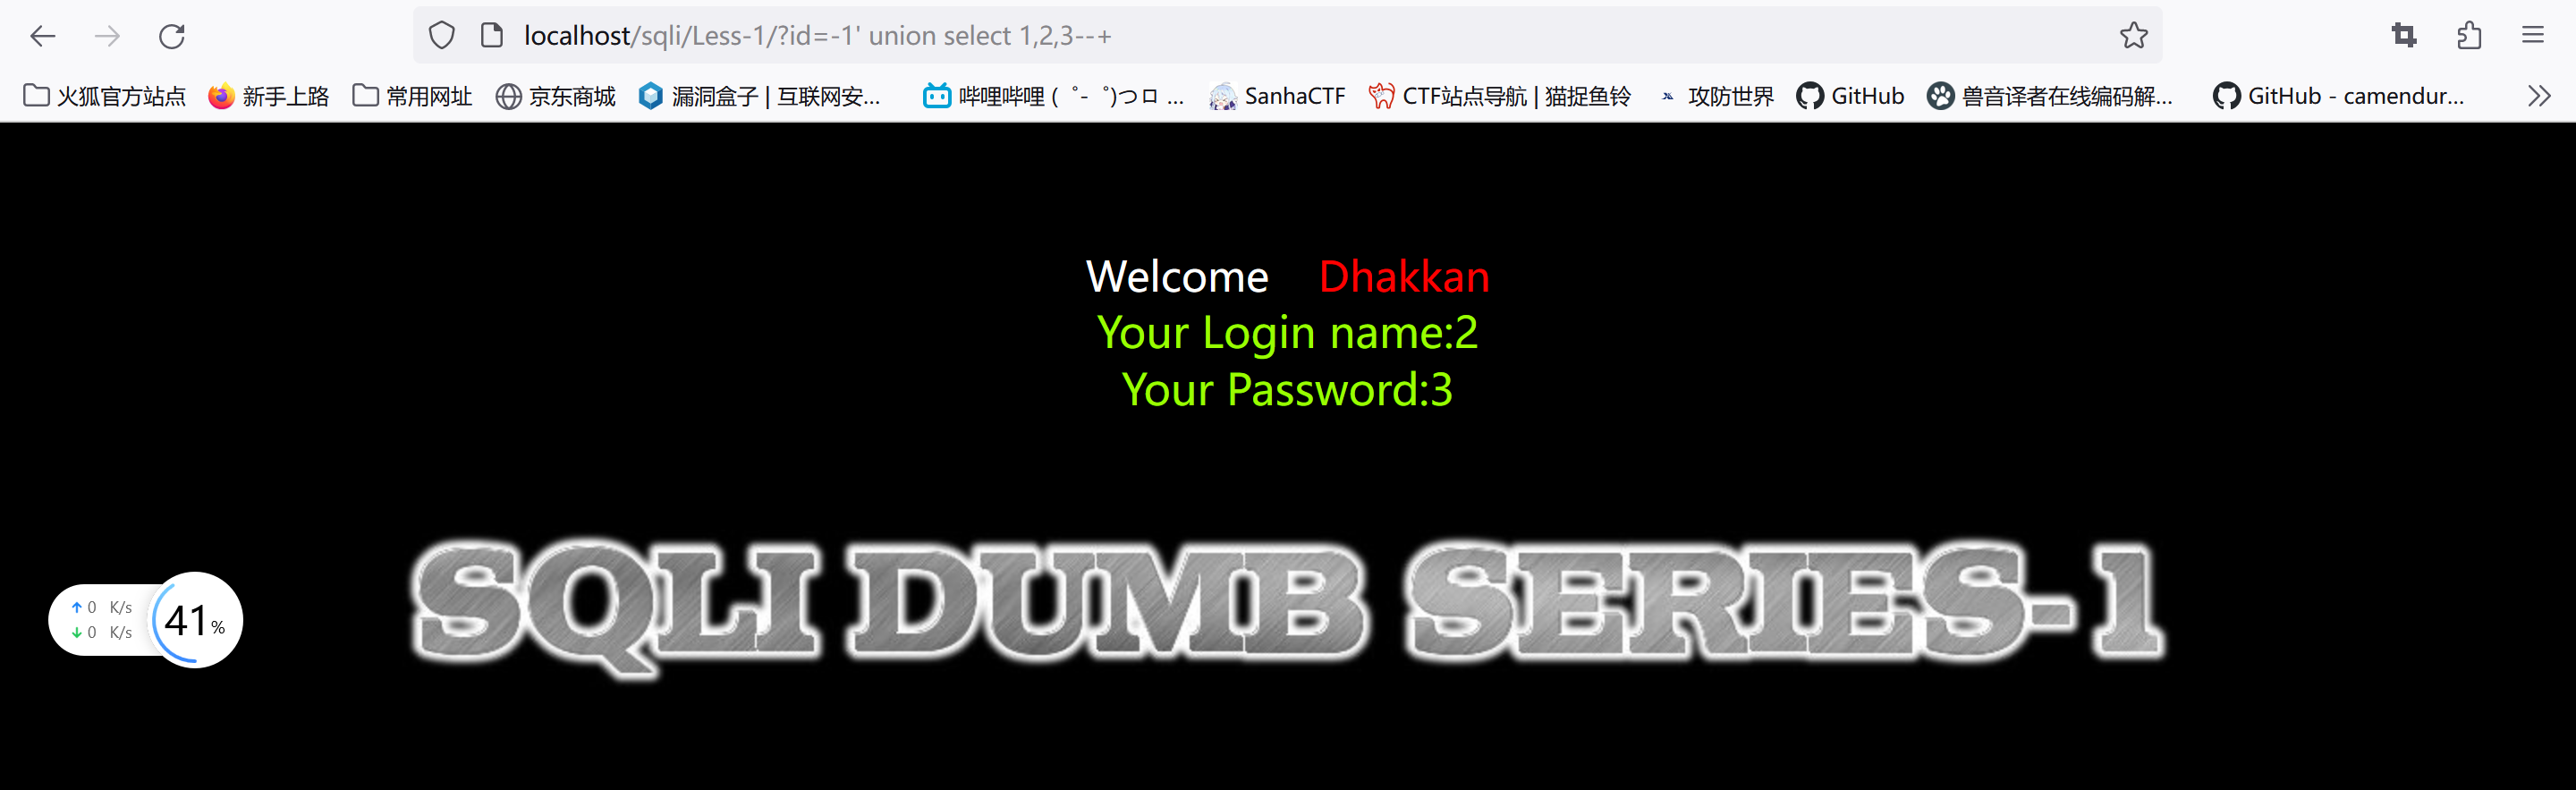 localhost/sqli/Less-1/?id=-1' union select 1,2,3--+
火狐官方站点 新手上路 常用网址 京东商城 漏洞盒子 | 互联网安... 哔哩哔哩 ( ゜- ゜)つロ ... SanhaCTF CTF站点导航 | 猫捉鱼铃 攻防世界 GitHub 兽音译者在线编码解... GitHub - camendur...
Welcome Dhakkan
Your Login name:2
Your Password:3
SQLI DUMB SERIES-1
↑ 0 K/s
↓ 0 K/s
41%